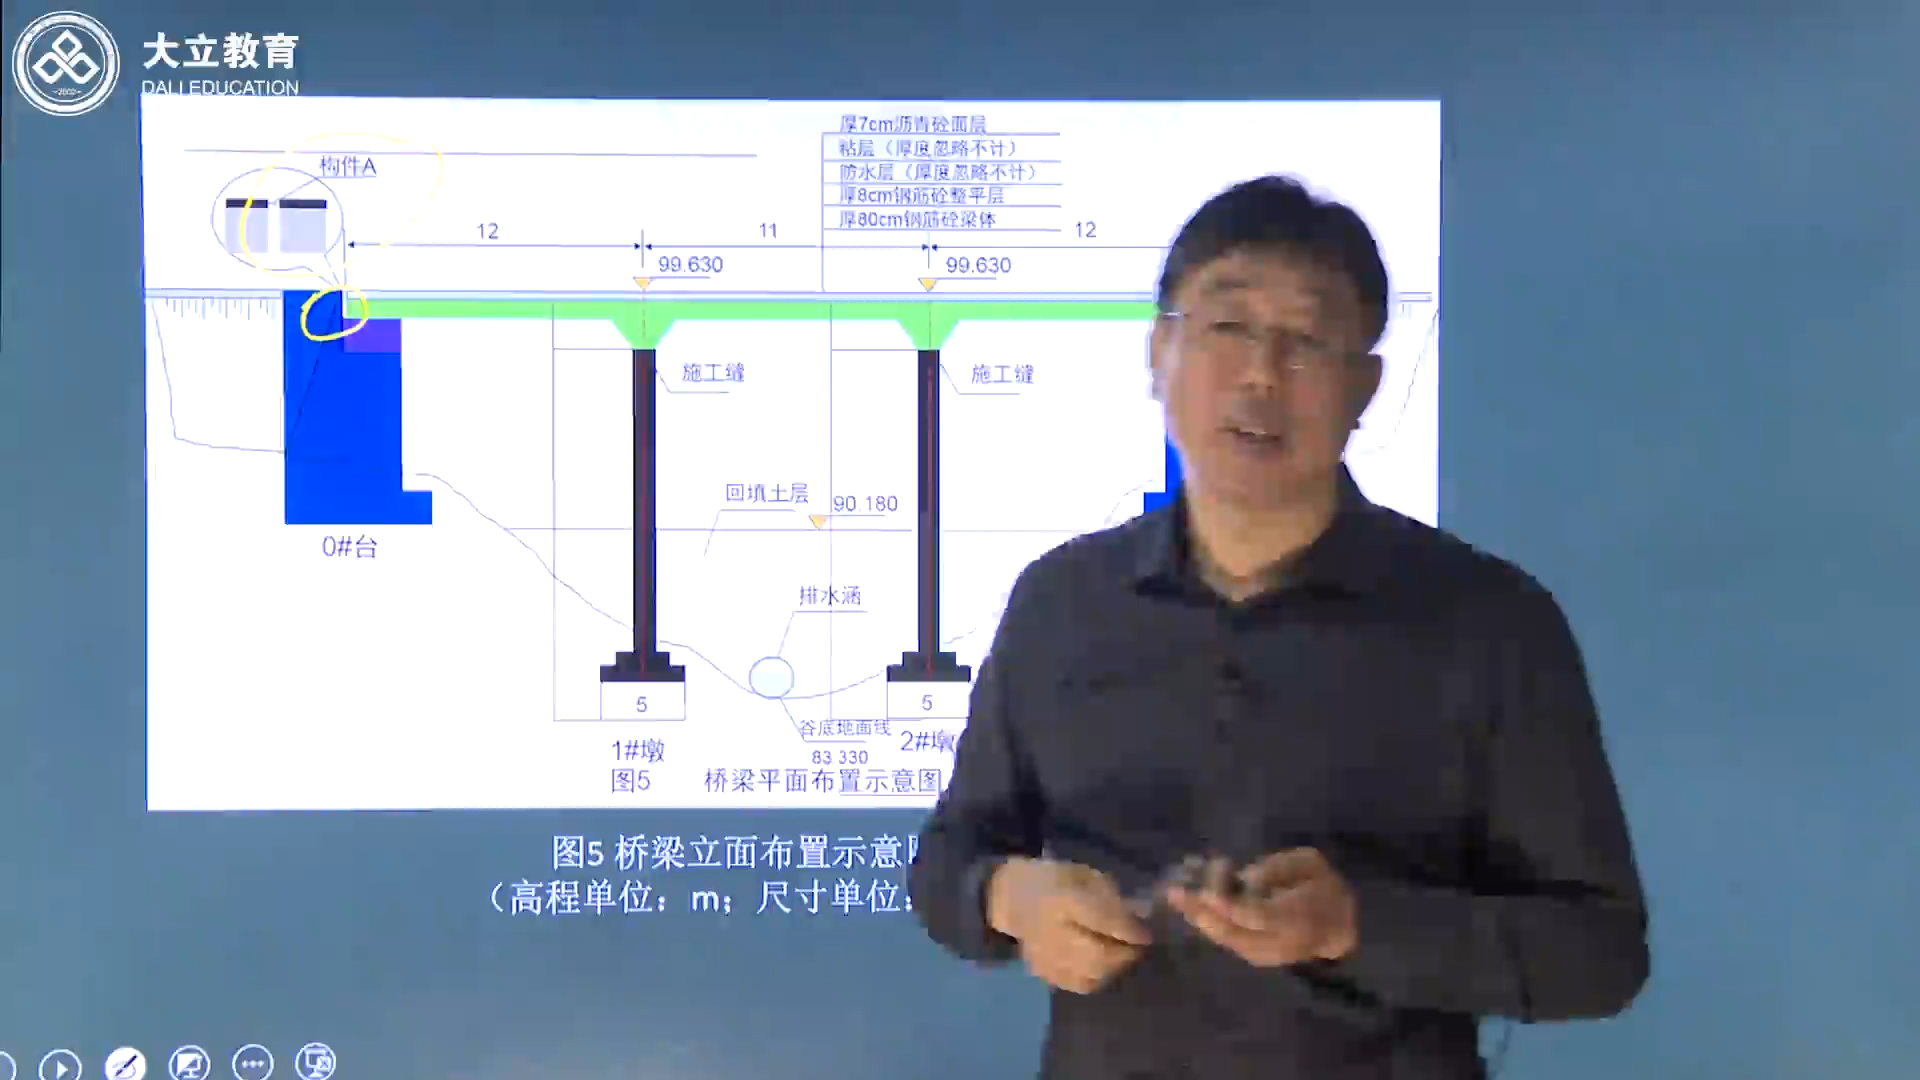 大立教育
DALI EDUCATION
厚7cm沥青砼面层
粘层（厚度忽略不计）
防水层（厚度忽略不计）
厚8cm钢筋砼整平层
厚80cm钢筋砼梁体
构件A
12
11
12
99.630
99.630
施工缝
施工缝
回填土层
90.180
0#台
排水涵
5
5
谷底地面线
83.330
1#墩
2#墩
图5 桥梁平面布置示意图
图5 桥梁立面布置示意
（高程单位：m；尺寸单位：